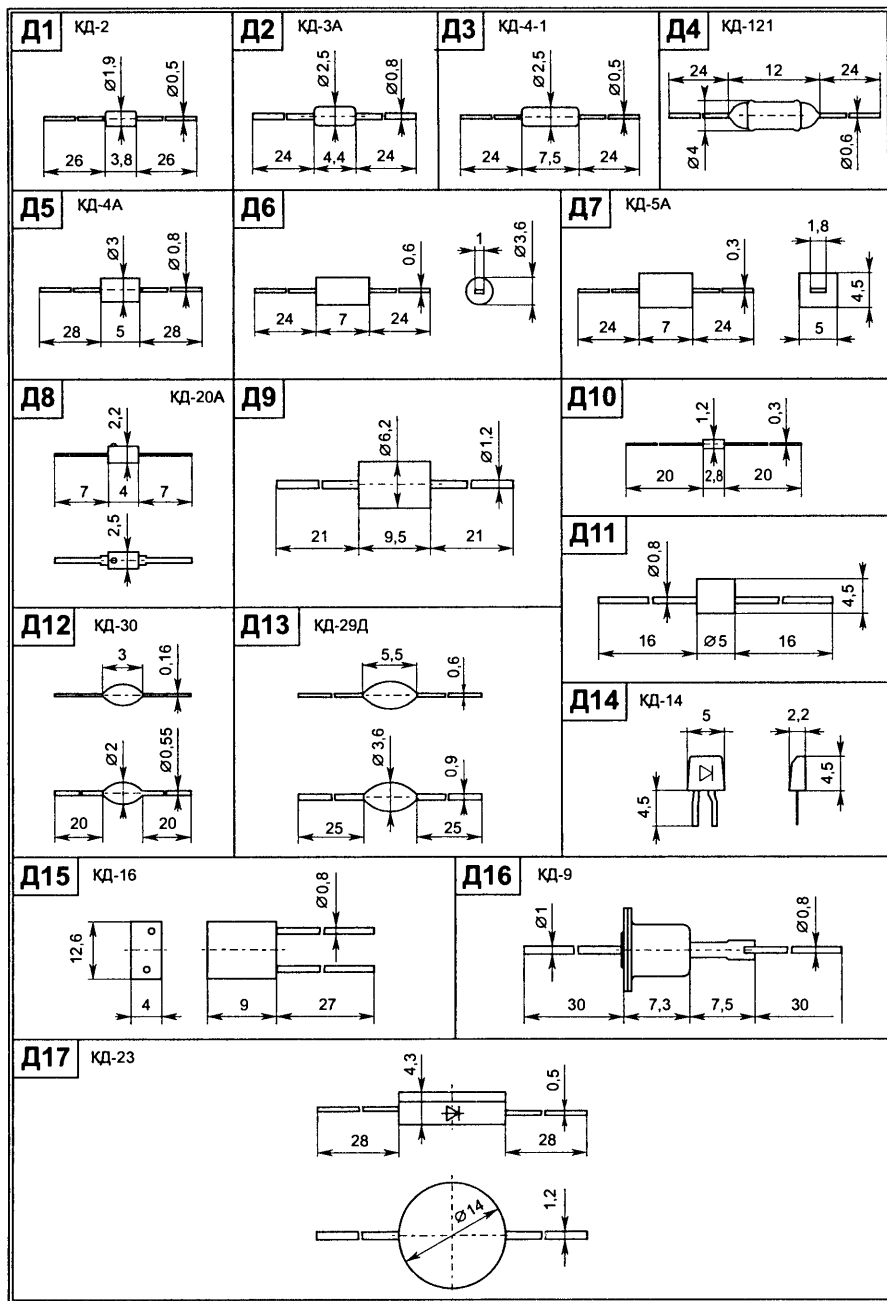 Д1 КД-2
Ø1,9
Ø0,5
26 3,8 26
Д2 КД-3А
Ø2,5
Ø0,8
24 4,4 24
Д3 КД-4-1
Ø2,5
Ø0,5
24 7,5 24
Д4 КД-121
24 12 24
Ø4
Ø0,6
Д5 КД-4А
Ø3
Ø0,8
28 5 28
Д6
0,6
1
Ø3,6
24 7 24
Д7 КД-5А
0,3
1,8
4,5
24 7 24
5
Д8 КД-20А
2,2
7 4 7
2,5
Д9
Ø6,2
Ø1,2
21 9,5 21
Д10
1,2
0,3
20 2,8 20
Д11
Ø0,8
4,5
16 Ø5 16
Д12 КД-30
3
0,16
Ø2
Ø0,55
20 20
Д13 КД-29Д
5,5
0,6
Ø3,6
0,9
25 25
Д14 КД-14
5
2,2
4,5
4,5
Д15 КД-16
Ø0,8
12,6
4 9 27
Д16 КД-9
Ø1
Ø0,8
30 7,3 7,5 30
Д17 КД-23
4,3
0,5
28 28
Ø14
1,2